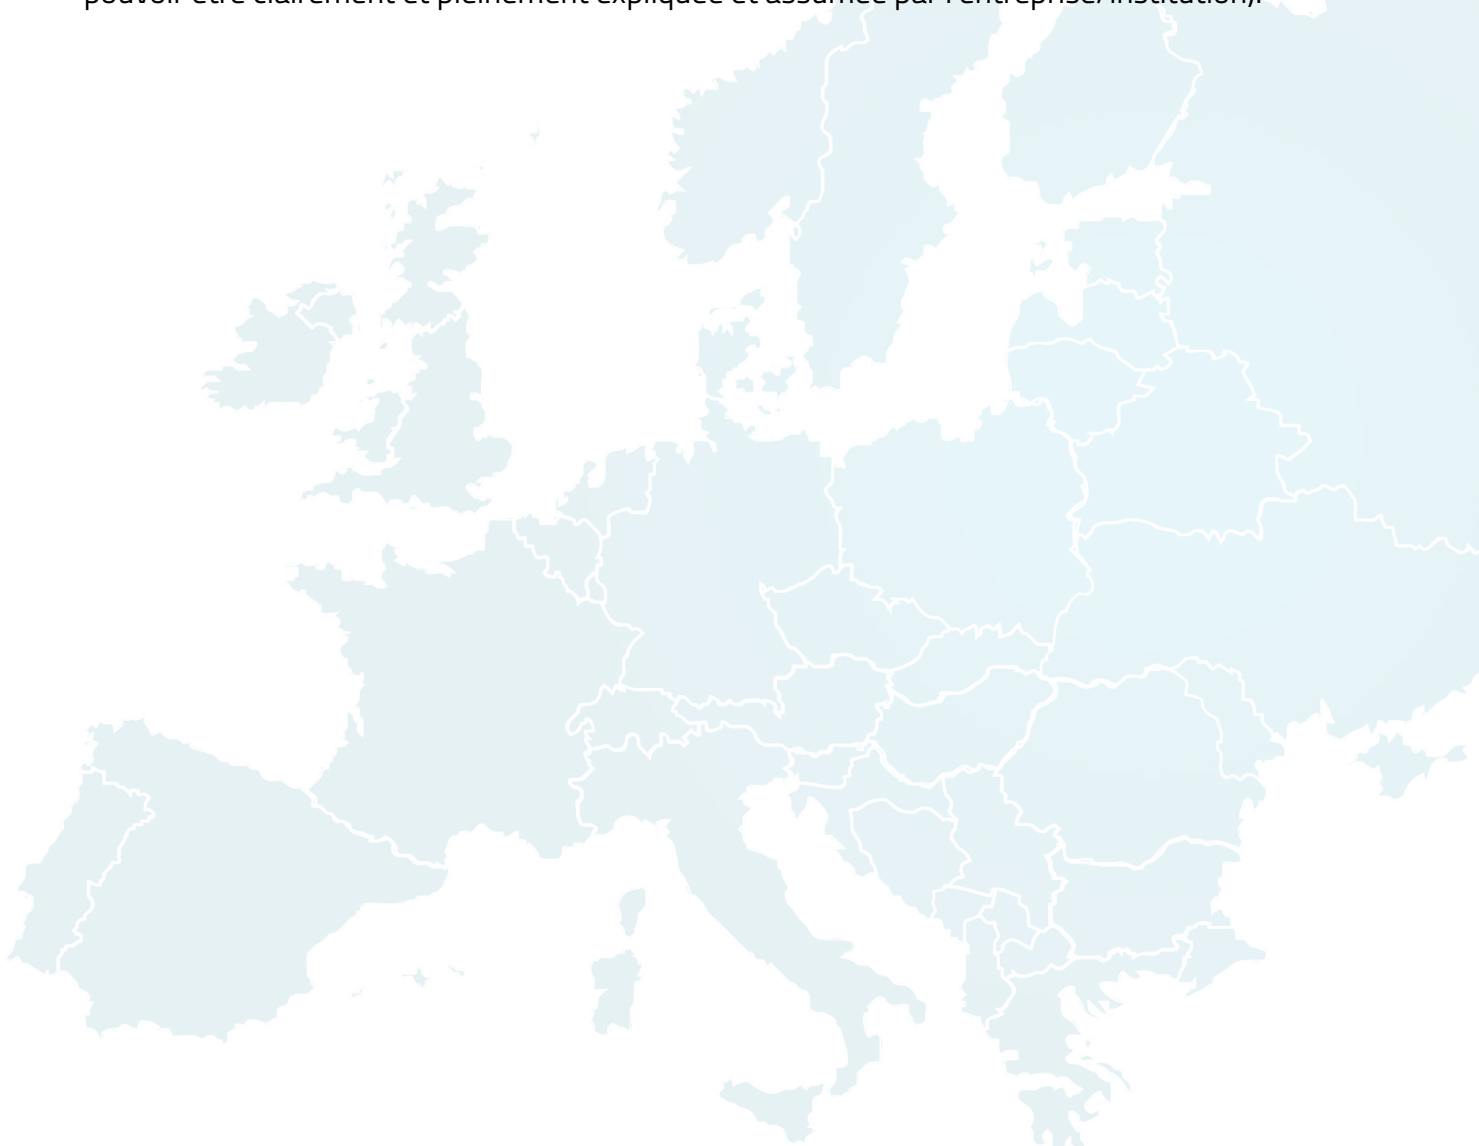 pouvoir être clairement et pleinement expliquée et assumée par l'entreprise/institution).